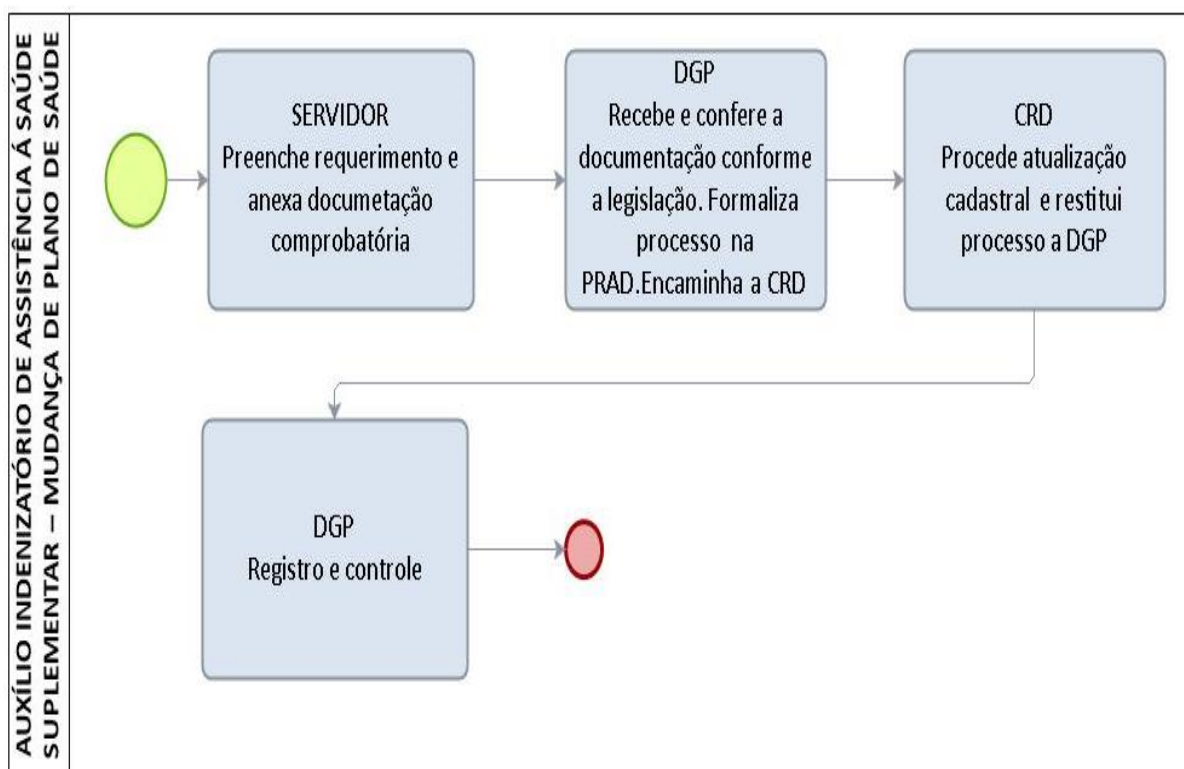 AUXÍLIO INDENIZATÓRIO DE ASSISTÊNCIA Á SAÚDE
SUPLEMENTAR – MUDANÇA DE PLANO DE SAÚDE
SERVIDOR
Preenche requerimento e
anexa documetação
comprobatória
DGP
Recebe e confere a
documentação conforme
a legislação. Formaliza
processo na
PRAD.Encaminha a CRD
CRD
Procede atualização
cadastral e restitui
processo a DGP
DGP
Registro e controle